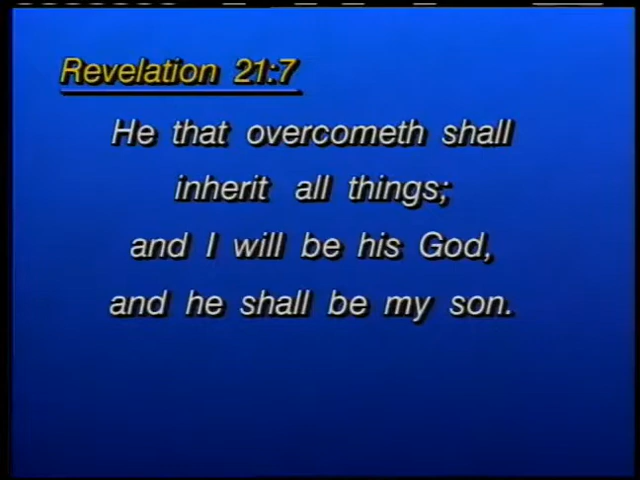 Revelation 21:7
He that overcometh shall
inherit all things;
and I will be his God,
and he shall be my son.